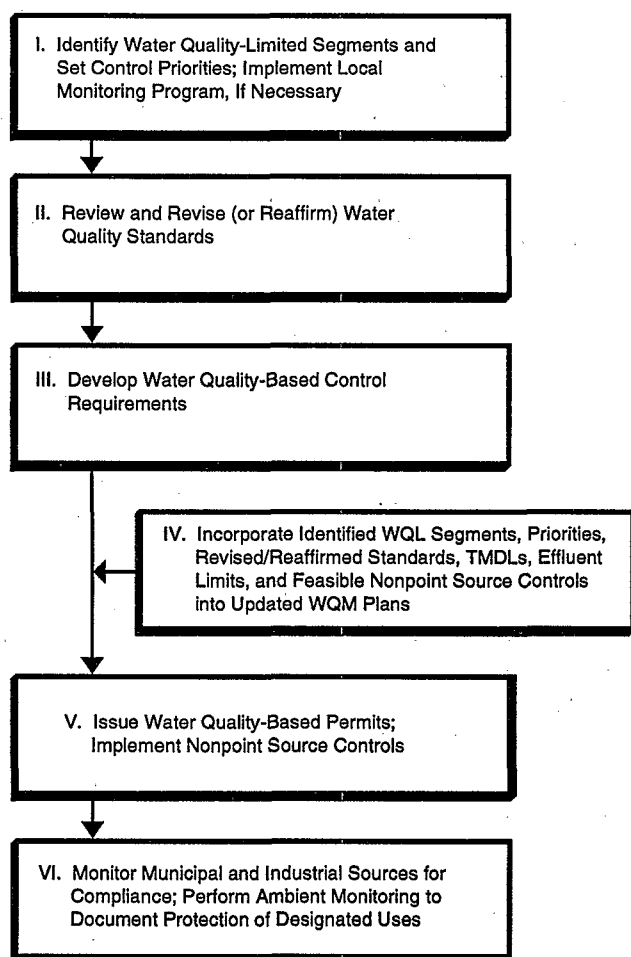 I. Identify Water Quality-Limited Segments and
Set Control Priorities; Implement Local
Monitoring Program, If Necessary
II. Review and Revise (or Reaffirm) Water
Quality Standards
III. Develop Water Quality-Based Control
Requirements
IV. Incorporate Identified WQL Segments, Priorities,
Revised/Reaffirmed Standards, TMDLs, Effluent
Limits, and Feasible Nonpoint Source Controls
into Updated WQM Plans
V. Issue Water Quality-Based Permits;
Implement Nonpoint Source Controls
VI. Monitor Municipal and Industrial Sources for
Compliance; Perform Ambient Monitoring to
Document Protection of Designated Uses